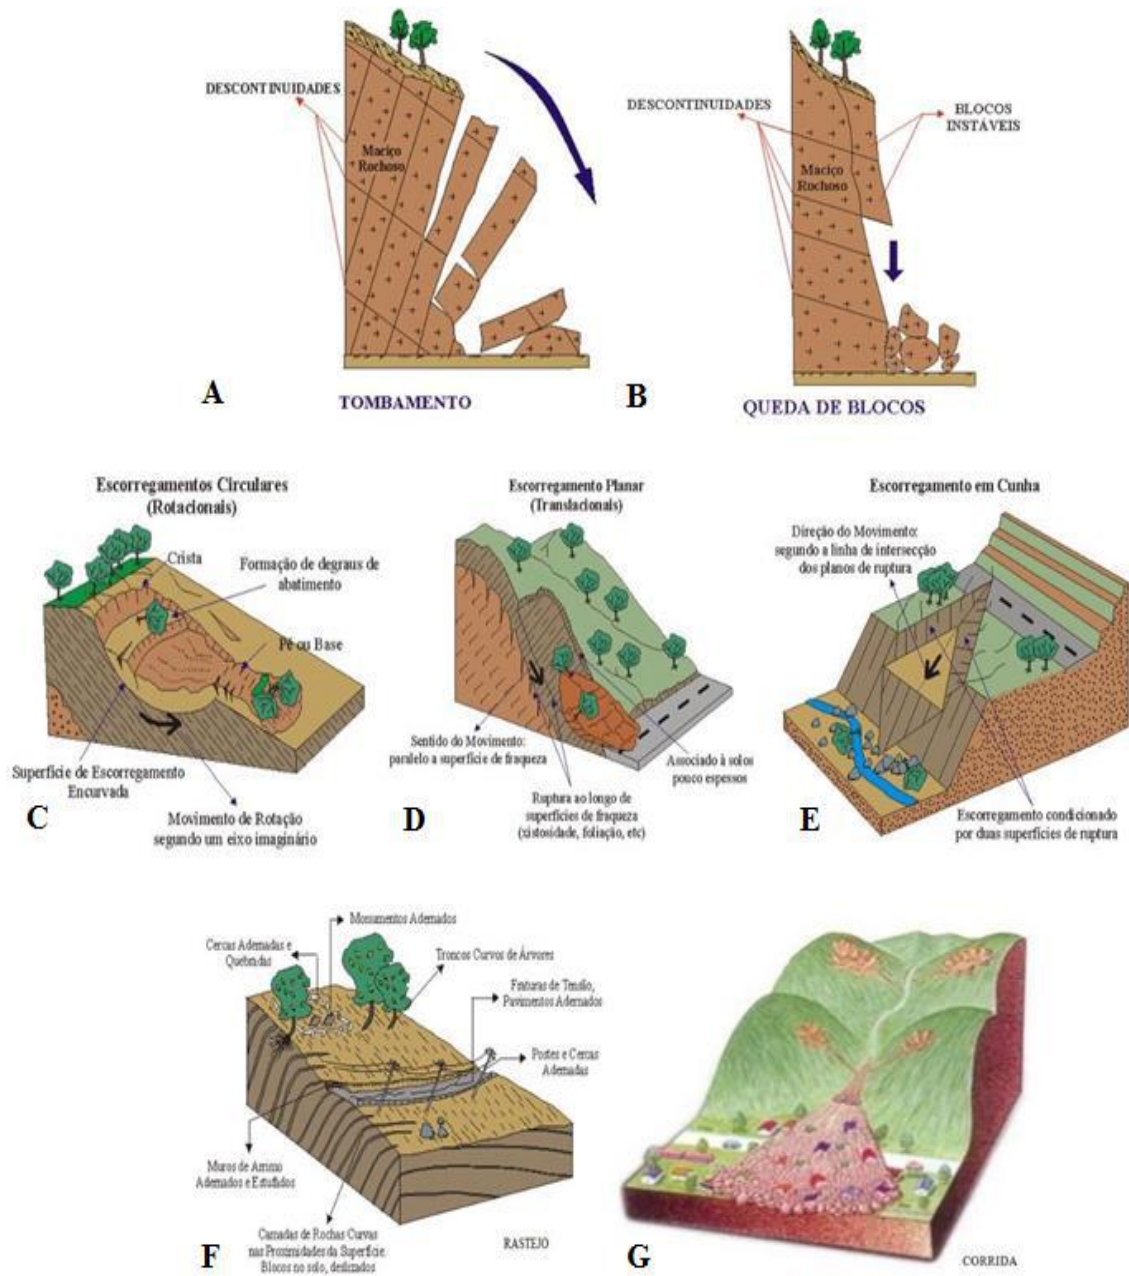 DESCONTINUIDADES
Maciço
Rochoso
A
TOMBAMENTO
DESCONTINUIDADES
BLOCOS
INSTÁVEIS
Maciço
Rochoso
B
QUEDA DE BLOCOS
Escorregamentos Circulares
(Rotacionais)
Crista
Formação de degraus de
abatimento
Pé ou Base
Superfície de Escorregamento
Encurvada
Movimento de Rotação
segundo um eixo imaginário
C
Escorregamento Planar
(Translacionais)
Sentido do Movimento:
paralelo a superfície de fraqueza
Associado à solos
pouco espessos
Ruptura ao longo de
superfícies de fraqueza
(xistosidade, foliação, etc)
D
Escorregamento em Cunha
Direção do Movimento:
segundo a linha de intersecção
dos planos de ruptura
Escorregamento condicionado
por duas superfícies de ruptura
E
Monumentos Adernados
Cercas Adernadas e
Quebradas
Troncos Curvos de Árvores
Fraturas de Tensão,
Pavimentos Adernados
Postes e Cercas
Adernadas
Muros de Arrimo
Adernados e Estufados
Camadas de Rochas Curvas
nas Proximidades da Superfície.
Blocos no solo, deslizados
F
RASTEJO
G
CORRIDA